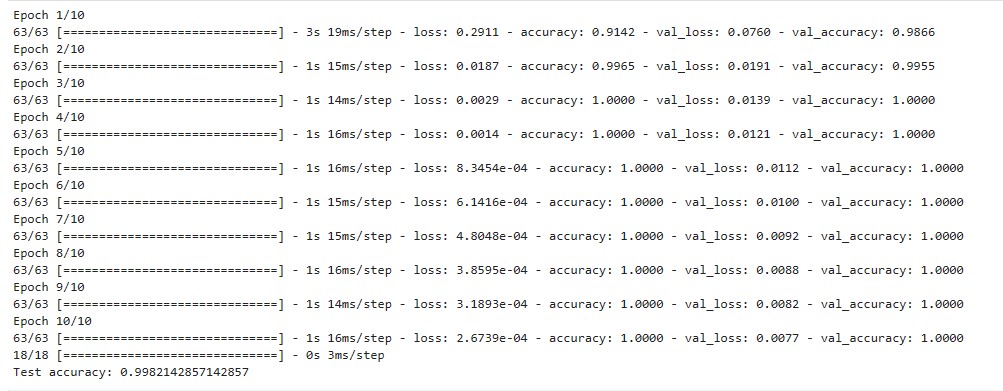 Epoch 1/10
63/63 [==============================] - 3s 19ms/step - loss: 0.2911 - accuracy: 0.9142 - val_loss: 0.0760 - val_accuracy: 0.9866
Epoch 2/10
63/63 [==============================] - 1s 15ms/step - loss: 0.0187 - accuracy: 0.9965 - val_loss: 0.0191 - val_accuracy: 0.9955
Epoch 3/10
63/63 [==============================] - 1s 14ms/step - loss: 0.0029 - accuracy: 1.0000 - val_loss: 0.0139 - val_accuracy: 1.0000
Epoch 4/10
63/63 [==============================] - 1s 16ms/step - loss: 0.0014 - accuracy: 1.0000 - val_loss: 0.0121 - val_accuracy: 1.0000
Epoch 5/10
63/63 [==============================] - 1s 16ms/step - loss: 8.3454e-04 - accuracy: 1.0000 - val_loss: 0.0112 - val_accuracy: 1.0000
Epoch 6/10
63/63 [==============================] - 1s 15ms/step - loss: 6.1416e-04 - accuracy: 1.0000 - val_loss: 0.0100 - val_accuracy: 1.0000
Epoch 7/10
63/63 [==============================] - 1s 15ms/step - loss: 4.8048e-04 - accuracy: 1.0000 - val_loss: 0.0092 - val_accuracy: 1.0000
Epoch 8/10
63/63 [==============================] - 1s 16ms/step - loss: 3.8595e-04 - accuracy: 1.0000 - val_loss: 0.0088 - val_accuracy: 1.0000
Epoch 9/10
63/63 [==============================] - 1s 14ms/step - loss: 3.1893e-04 - accuracy: 1.0000 - val_loss: 0.0082 - val_accuracy: 1.0000
Epoch 10/10
63/63 [==============================] - 1s 16ms/step - loss: 2.6739e-04 - accuracy: 1.0000 - val_loss: 0.0077 - val_accuracy: 1.0000
18/18 [==============================] - 0s 3ms/step
Test accuracy: 0.9982142857142857